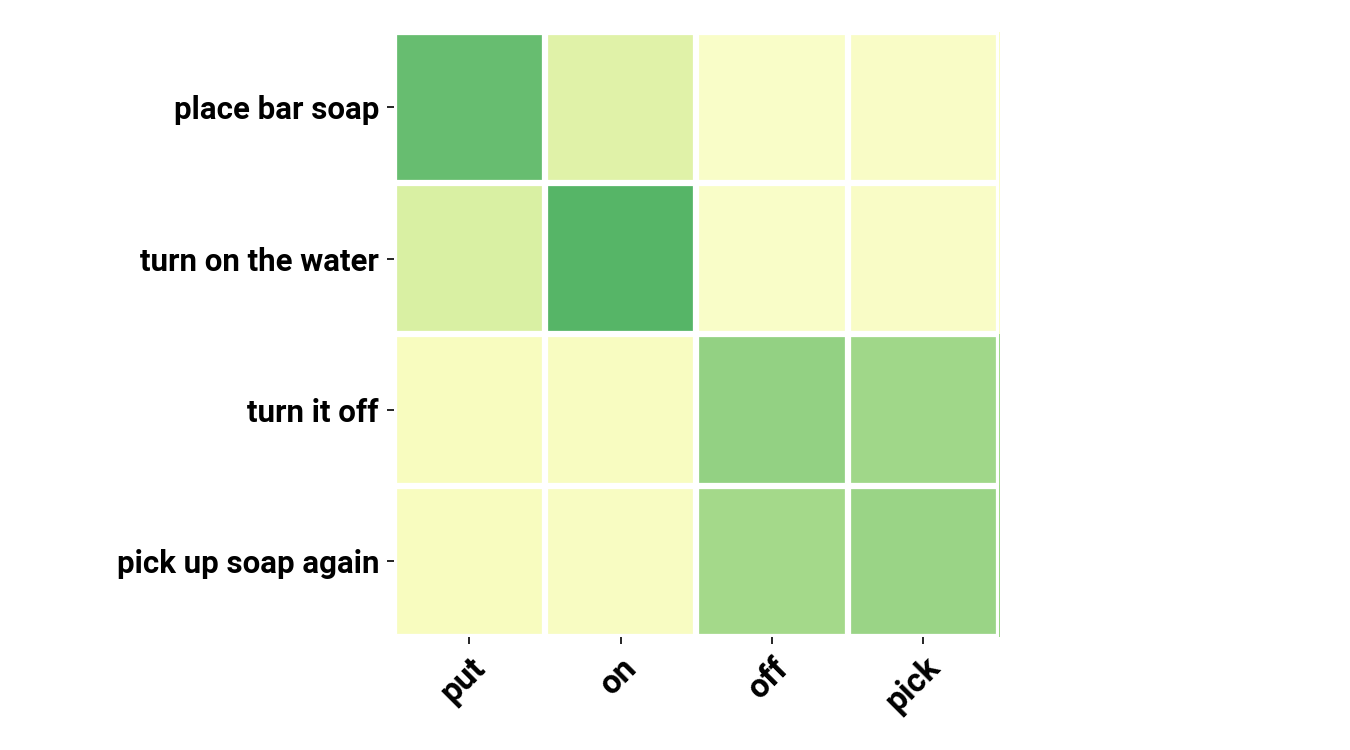 place bar soap
turn on the water
turn it off
pick up soap again
put
on
off
pick